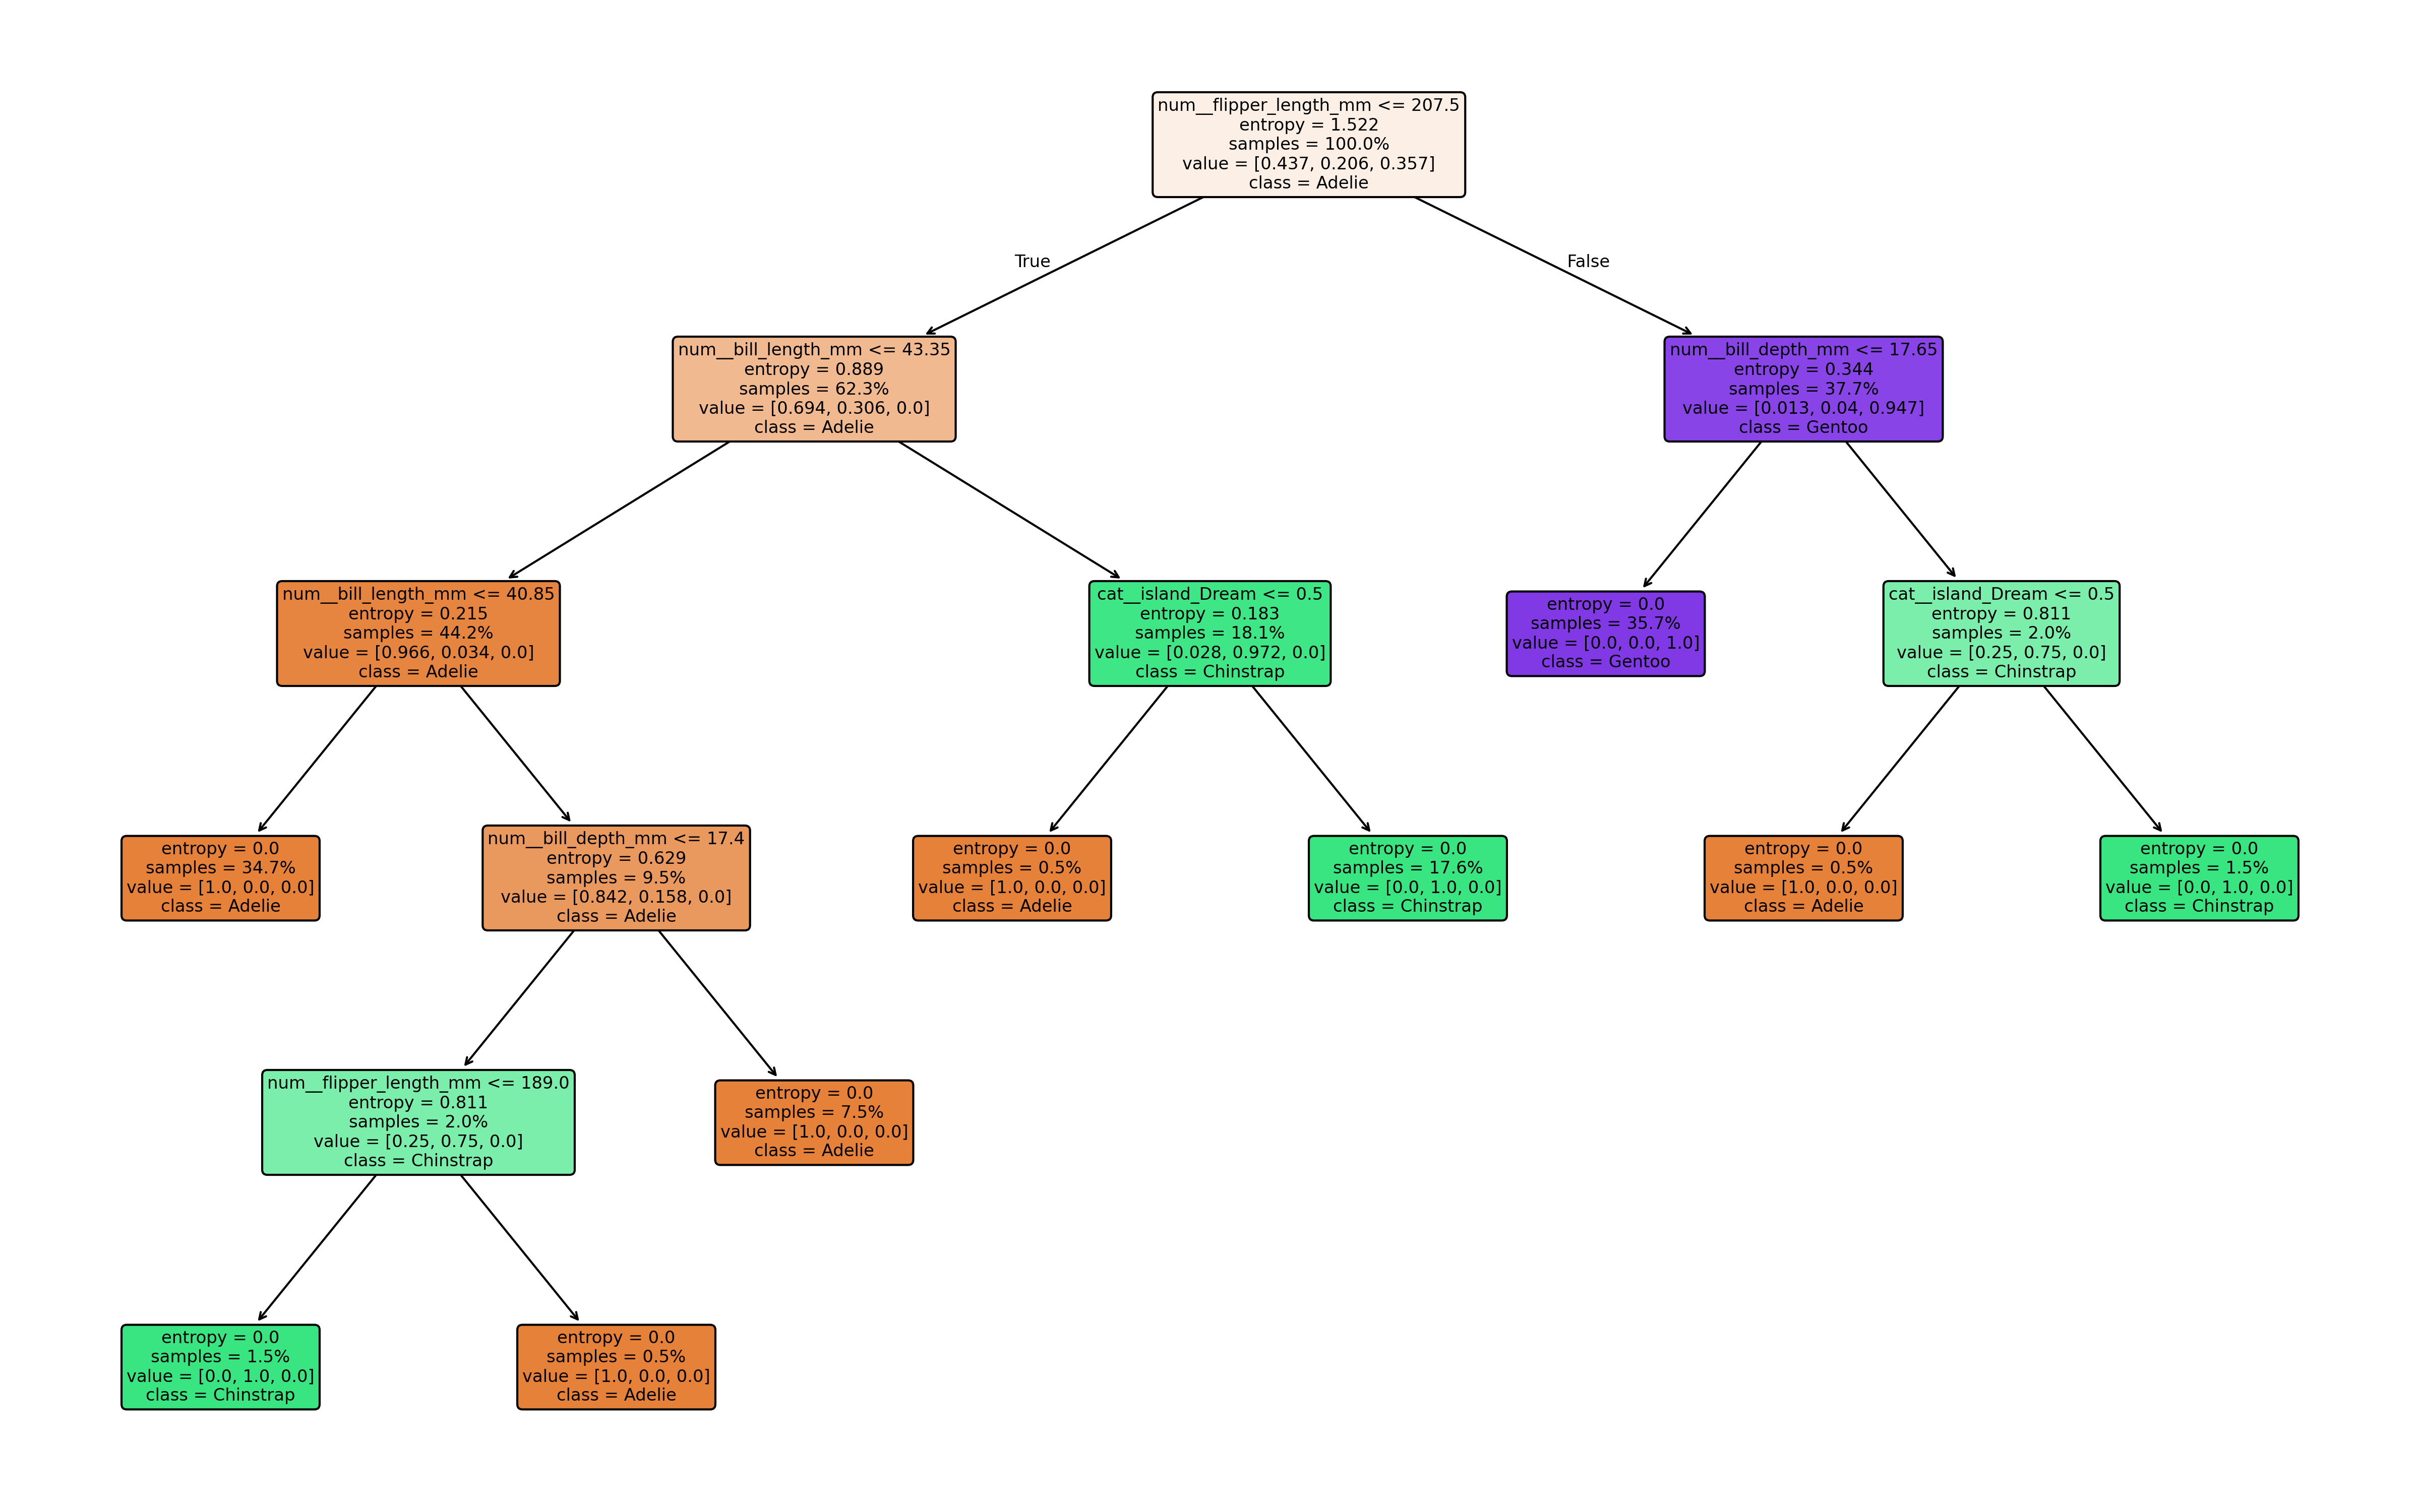 num__flipper_length_mm <= 207.5
entropy = 1.522
samples = 100.0%
value = [0.437, 0.206, 0.357]
class = Adelie
True
False
num__bill_length_mm <= 43.35
entropy = 0.889
samples = 62.3%
value = [0.694, 0.306, 0.0]
class = Adelie
num__bill_depth_mm <= 17.65
entropy = 0.344
samples = 37.7%
value = [0.013, 0.04, 0.947]
class = Gentoo
num__bill_length_mm <= 40.85
entropy = 0.215
samples = 44.2%
value = [0.966, 0.034, 0.0]
class = Adelie
cat__island_Dream <= 0.5
entropy = 0.183
samples = 18.1%
value = [0.028, 0.972, 0.0]
class = Chinstrap
entropy = 0.0
samples = 35.7%
value = [0.0, 0.0, 1.0]
class = Gentoo
cat__island_Dream <= 0.5
entropy = 0.811
samples = 2.0%
value = [0.25, 0.75, 0.0]
class = Chinstrap
entropy = 0.0
samples = 34.7%
value = [1.0, 0.0, 0.0]
class = Adelie
num__bill_depth_mm <= 17.4
entropy = 0.629
samples = 9.5%
value = [0.842, 0.158, 0.0]
class = Adelie
entropy = 0.0
samples = 0.5%
value = [1.0, 0.0, 0.0]
class = Adelie
entropy = 0.0
samples = 17.6%
value = [0.0, 1.0, 0.0]
class = Chinstrap
entropy = 0.0
samples = 0.5%
value = [1.0, 0.0, 0.0]
class = Adelie
entropy = 0.0
samples = 1.5%
value = [0.0, 1.0, 0.0]
class = Chinstrap
num__flipper_length_mm <= 189.0
entropy = 0.811
samples = 2.0%
value = [0.25, 0.75, 0.0]
class = Chinstrap
entropy = 0.0
samples = 7.5%
value = [1.0, 0.0, 0.0]
class = Adelie
entropy = 0.0
samples = 1.5%
value = [0.0, 1.0, 0.0]
class = Chinstrap
entropy = 0.0
samples = 0.5%
value = [1.0, 0.0, 0.0]
class = Adelie